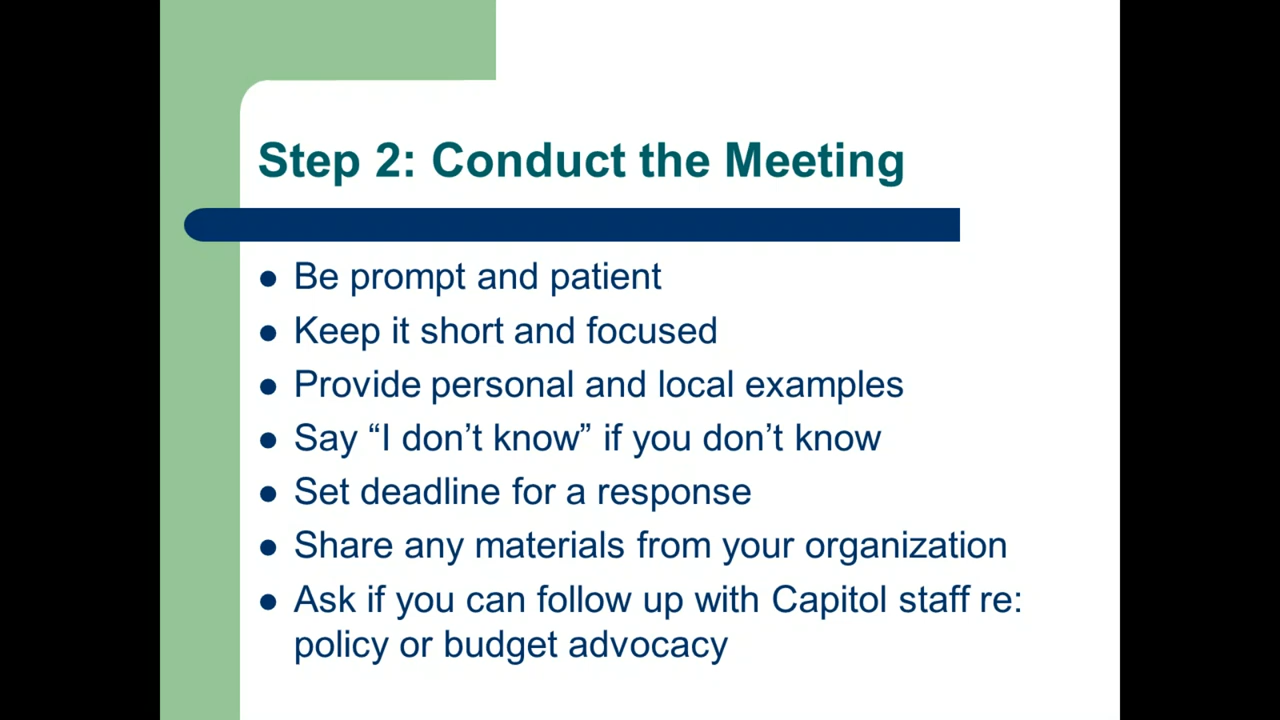 Step 2: Conduct the Meeting
● Be prompt and patient
● Keep it short and focused
● Provide personal and local examples
● Say “I don’t know” if you don’t know
● Set deadline for a response
● Share any materials from your organization
● Ask if you can follow up with Capitol staff re:
policy or budget advocacy